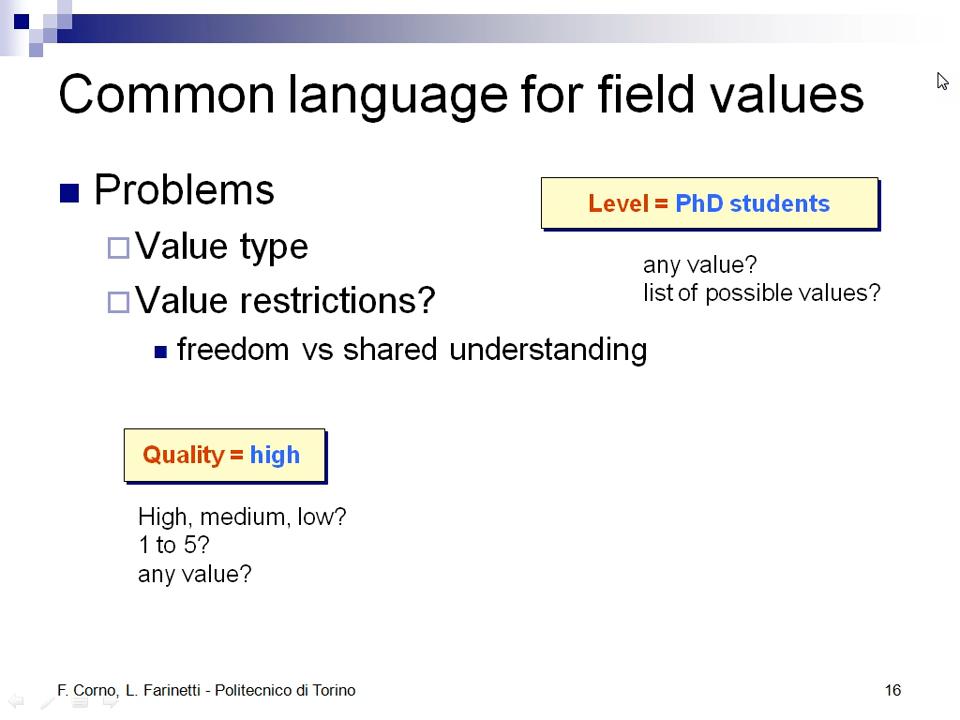 Common language for field values
Problems
Level = PhD students
Value type
any value?
list of possible values?
Value restrictions?
freedom vs shared understanding
Quality = high
High, medium, low?
1 to 5?
any value?
F. Corno, L. Farinetti - Politecnico di Torino
16